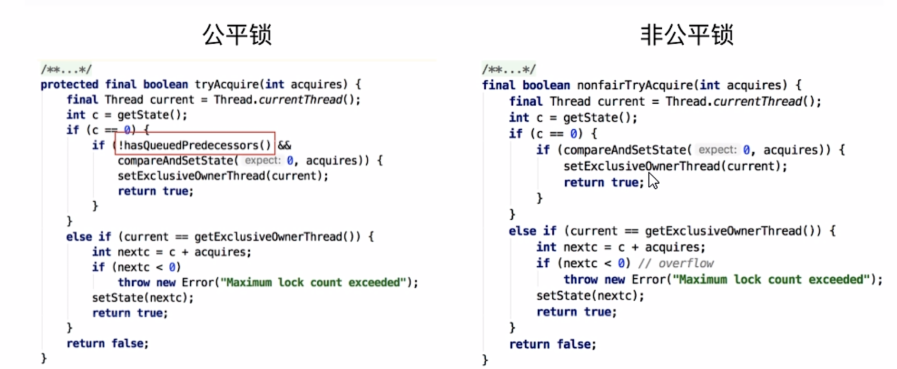 公平锁
/**...*/
protected final boolean tryAcquire(int acquires) {
final Thread current = Thread.currentThread();
int c = getState();
if (c == 0) {
if (!hasQueuedPredecessors() &&
compareAndSetState( expect: 0, acquires)) {
setExclusiveOwnerThread(current);
return true;
}
}
else if (current == getExclusiveOwnerThread()) {
int nextc = c + acquires;
if (nextc < 0)
throw new Error("Maximum lock count exceeded");
setState(nextc);
return true;
}
return false;
}
非公平锁
/**...*/
final boolean nonfairTryAcquire(int acquires) {
final Thread current = Thread.currentThread();
int c = getState();
if (c == 0) {
if (compareAndSetState( expect: 0, acquires)) {
setExclusiveOwnerThread(current);
return true;
}
}
else if (current == getExclusiveOwnerThread()) {
int nextc = c + acquires;
if (nextc < 0) // overflow
throw new Error("Maximum lock count exceeded");
setState(nextc);
return true;
}
return false;
}